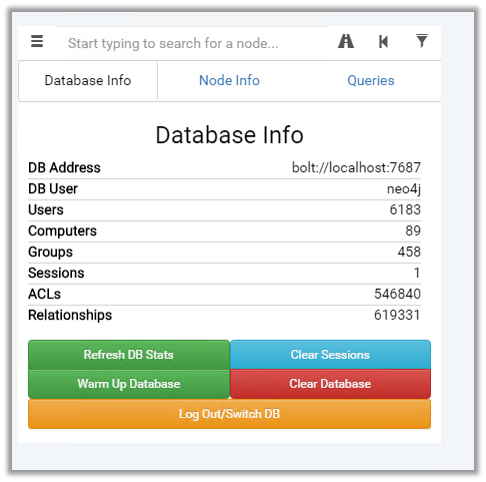 Start typing to search for a node...
Database Info Node Info Queries
Database Info
DB Address bolt://localhost:7687
DB User neo4j
Users 6183
Computers 89
Groups 458
Sessions 1
ACLs 546840
Relationships 619331
Refresh DB Stats Clear Sessions
Warm Up Database Clear Database
Log Out/Switch DB